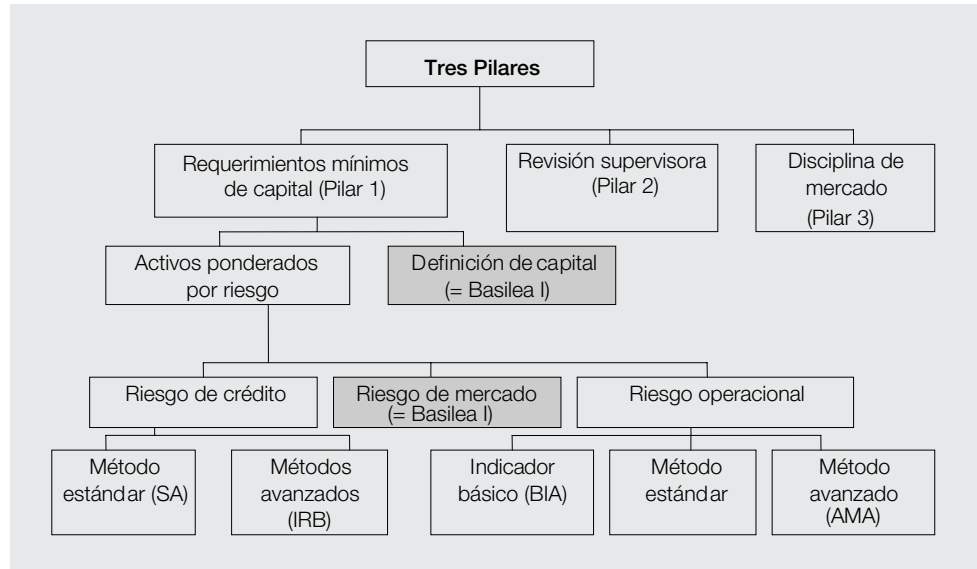 Tres Pilares
Requerimientos mínimos
de capital (Pilar 1)
Revisión supervisora
(Pilar 2)
Disciplina de
mercado
(Pilar 3)
Activos ponderados
por riesgo
Definición de capital
(= Basilea I)
Riesgo de crédito
Riesgo de mercado
(= Basilea I)
Riesgo operacional
Método
estándar (SA)
Métodos
avanzados
(IRB)
Indicador
básico (BIA)
Método
estándar
Método
avanzado
(AMA)